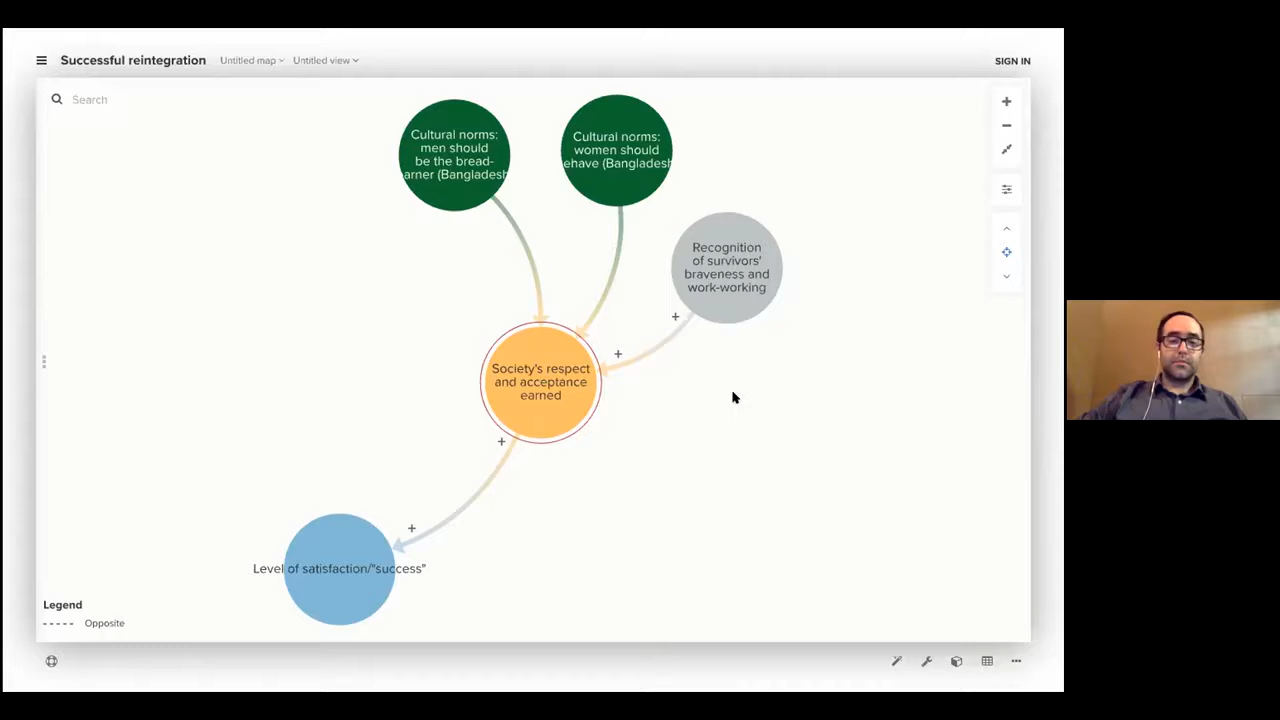 Successful reintegration
Untitled map
Untitled view
SIGN IN
Search
Cultural norms:
men should
be the bread-
arner (Bangladesh
Cultural norms:
women should
ehave (Bangladesh
Recognition
of survivors'
braveness and
work-working
+
+
Society's respect
and acceptance
earned
+
+
Level of satisfaction/"success"
Legend
Opposite